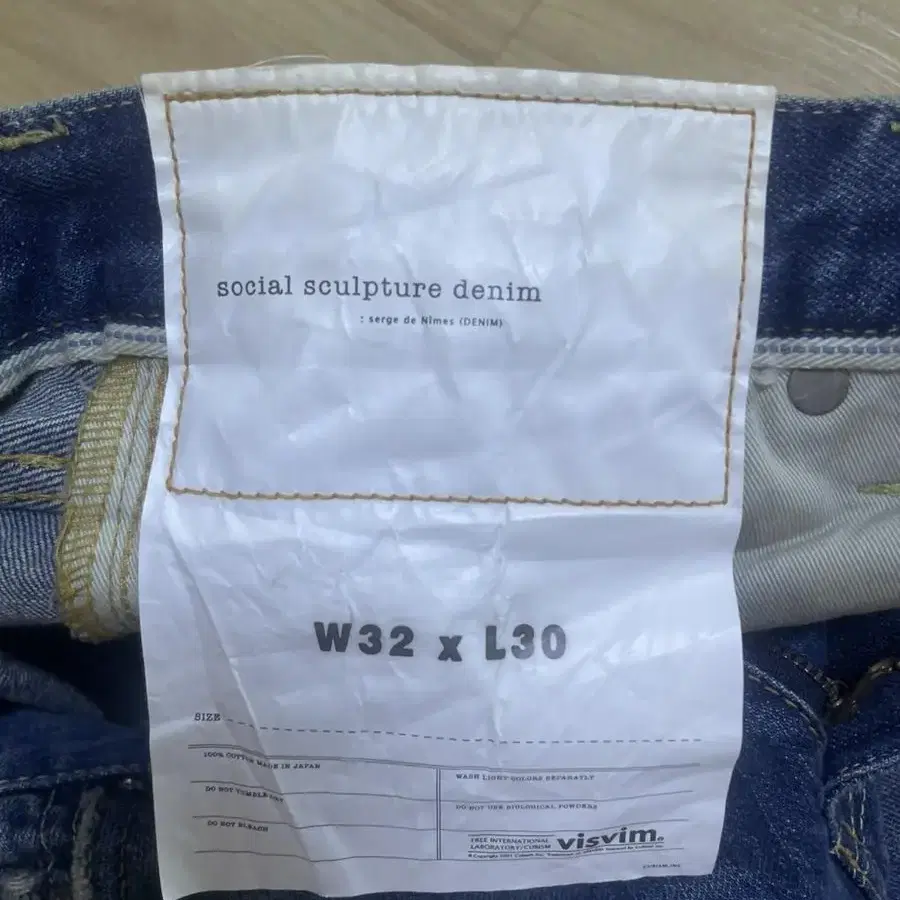 social sculpture denim
: serge de Nîmes (DENIM)
W32 x L30
SIZE
100% COTTON MADE IN JAPAN
WASH LIGHT COLORS SEPARATLY
DO NOT TUMBLE DRY
DO NOT USE BIOLOGICAL POWDERS
DO NOT BLEACH
FREE INTERNATIONAL
LABORATORY/CUBISM
visvim.